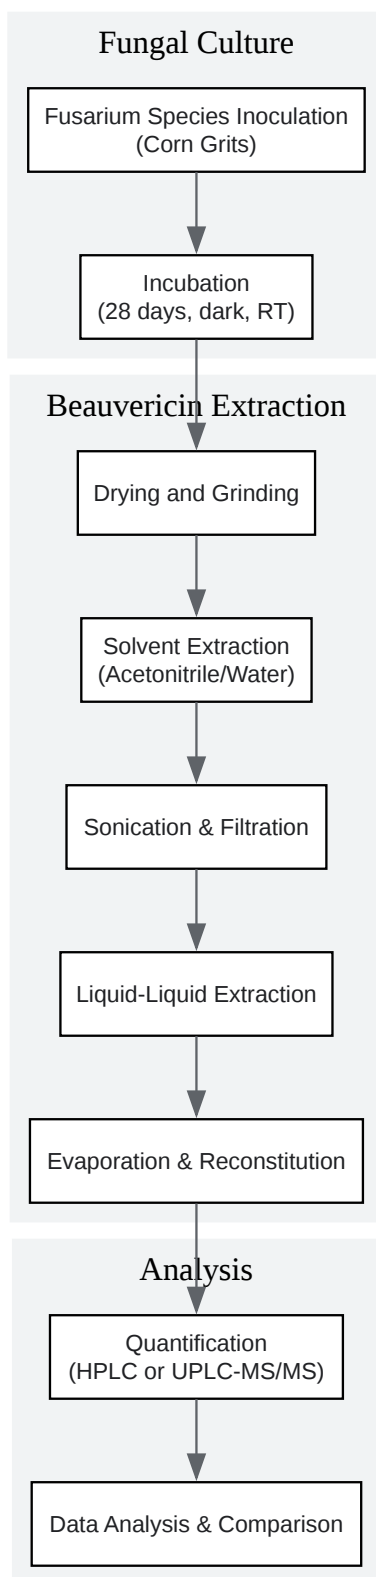 Fungal Culture
Fusarium Species Inoculation
(Corn Grits)
Incubation
(28 days, dark, RT)
Beauvericin Extraction
Drying and Grinding
Solvent Extraction
(Acetonitrile/Water)
Sonication & Filtration
Liquid-Liquid Extraction
Evaporation & Reconstitution
Analysis
Quantification
(HPLC or UPLC-MS/MS)
Data Analysis & Comparison